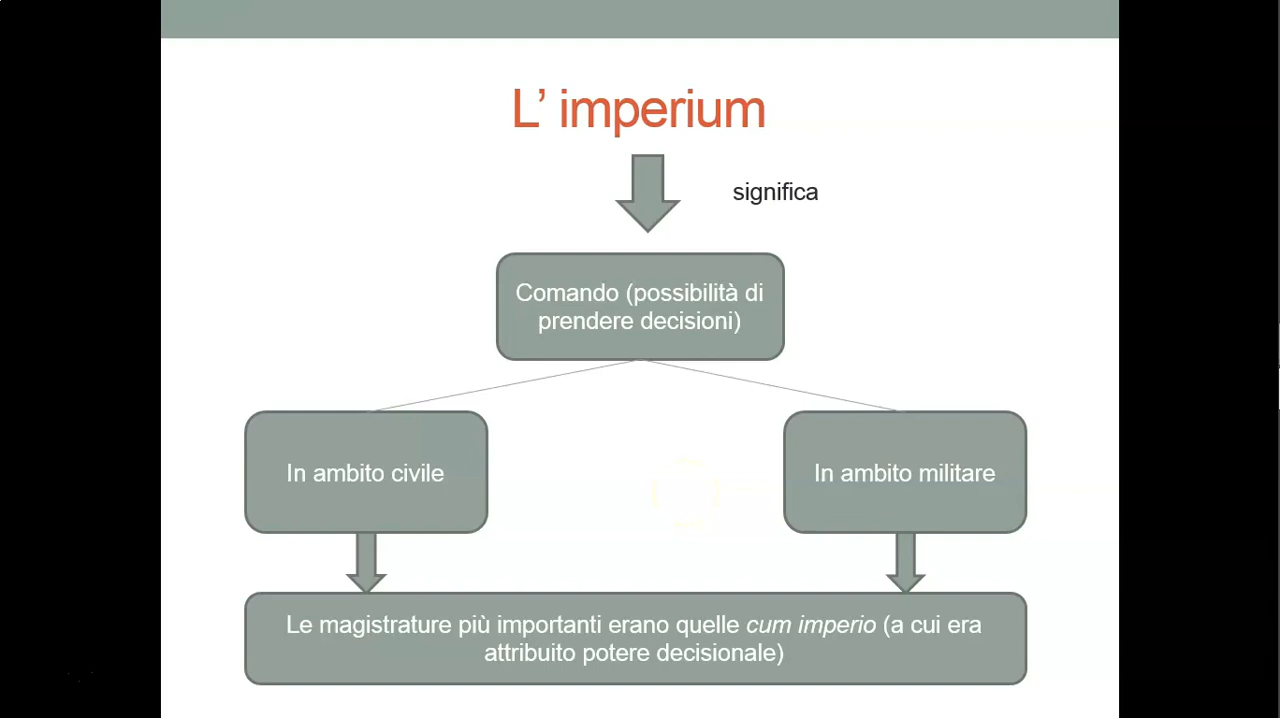 L’ imperium
significa
Comando (possibilità di
prendere decisioni)
In ambito civile
In ambito militare
Le magistrature più importanti erano quelle cum imperio (a cui era
attribuito potere decisionale)